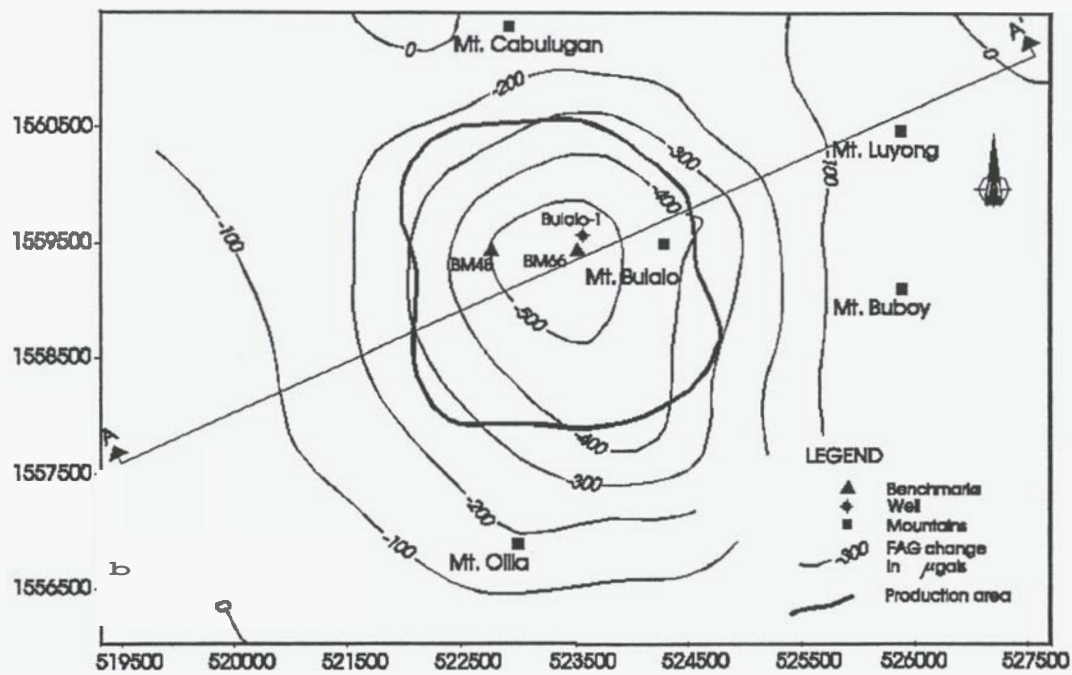 0
Mt. Cabulugan
A'
0
-200
1560500
-300
Mt. Luyong
100
-400
Bulalo-1
1559500
-100
BM48
BM66
Mt. Bulalo
Mt. Buboy
-500
1558500
A
-400
LEGEND
1557500
300
Benchmarks
Well
-200
Mountains
-100
-300
FAG change
in μgals
Mt. Olila
b
1556500
0
Production area
519500
520000
521500
522500
523500
524500
525500
526000
527500